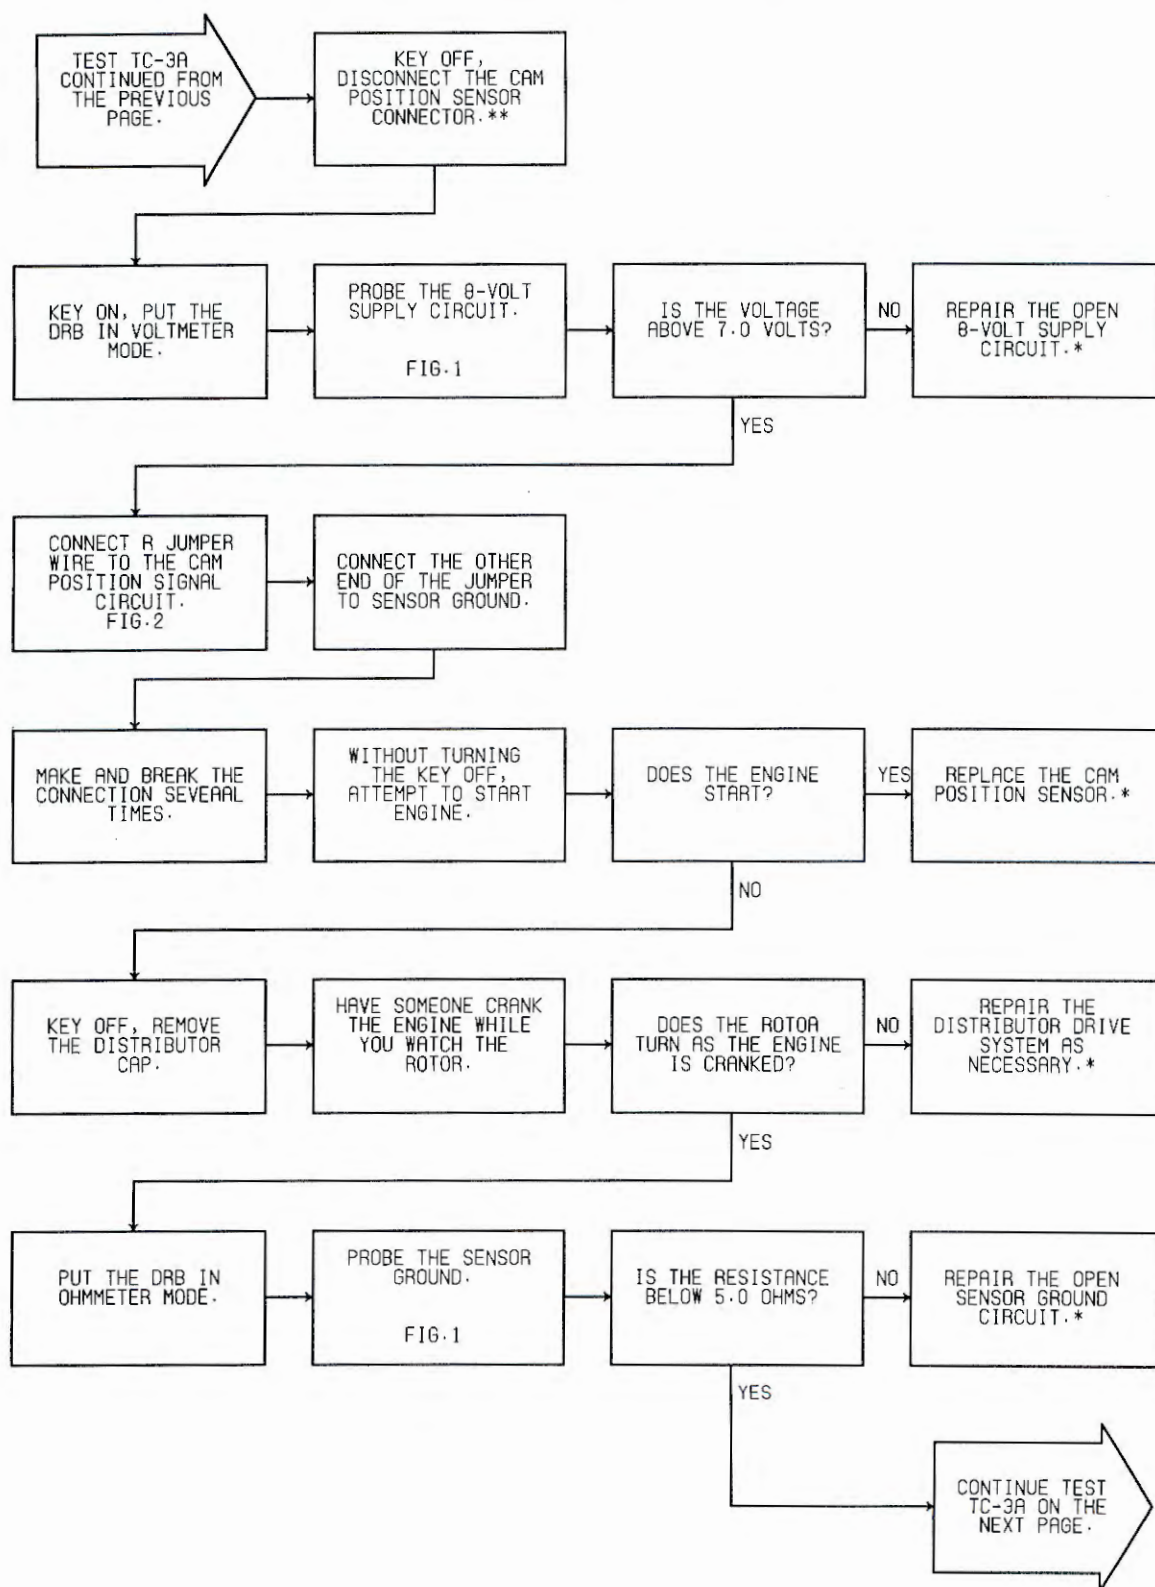 TEST TC-3A
CONTINUED FROM
THE PREVIOUS
PAGE.
KEY OFF,
DISCONNECT THE CAM
POSITION SENSOR
CONNECTOR.**
KEY ON, PUT THE
DRB IN VOLTMETER
MODE.
PROBE THE 8-VOLT
SUPPLY CIRCUIT.
FIG.1
IS THE VOLTAGE
ABOVE 7.0 VOLTS?
NO
REPAIR THE OPEN
8-VOLT SUPPLY
CIRCUIT.*
YES
CONNECT A JUMPER
WIRE TO THE CAM
POSITION SIGNAL
CIRCUIT.
FIG.2
CONNECT THE OTHER
END OF THE JUMPER
TO SENSOR GROUND.
MAKE AND BREAK THE
CONNECTION SEVERAL
TIMES.
WITHOUT TURNING
THE KEY OFF,
ATTEMPT TO START
ENGINE.
DOES THE ENGINE
START?
YES
REPLACE THE CAM
POSITION SENSOR.*
NO
KEY OFF, REMOVE
THE DISTRIBUTOR
CAP.
HAVE SOMEONE CRANK
THE ENGINE WHILE
YOU WATCH THE
ROTOR.
DOES THE ROTOR
TURN AS THE ENGINE
IS CRANKED?
NO
REPAIR THE
DISTRIBUTOR DRIVE
SYSTEM AS
NECESSARY.*
YES
PUT THE DRB IN
OHMMETER MODE.
PROBE THE SENSOR
GROUND.
FIG.1
IS THE RESISTANCE
BELOW 5.0 OHMS?
NO
REPAIR THE OPEN
SENSOR GROUND
CIRCUIT.*
YES
CONTINUE TEST
TC-3A ON THE
NEXT PAGE.